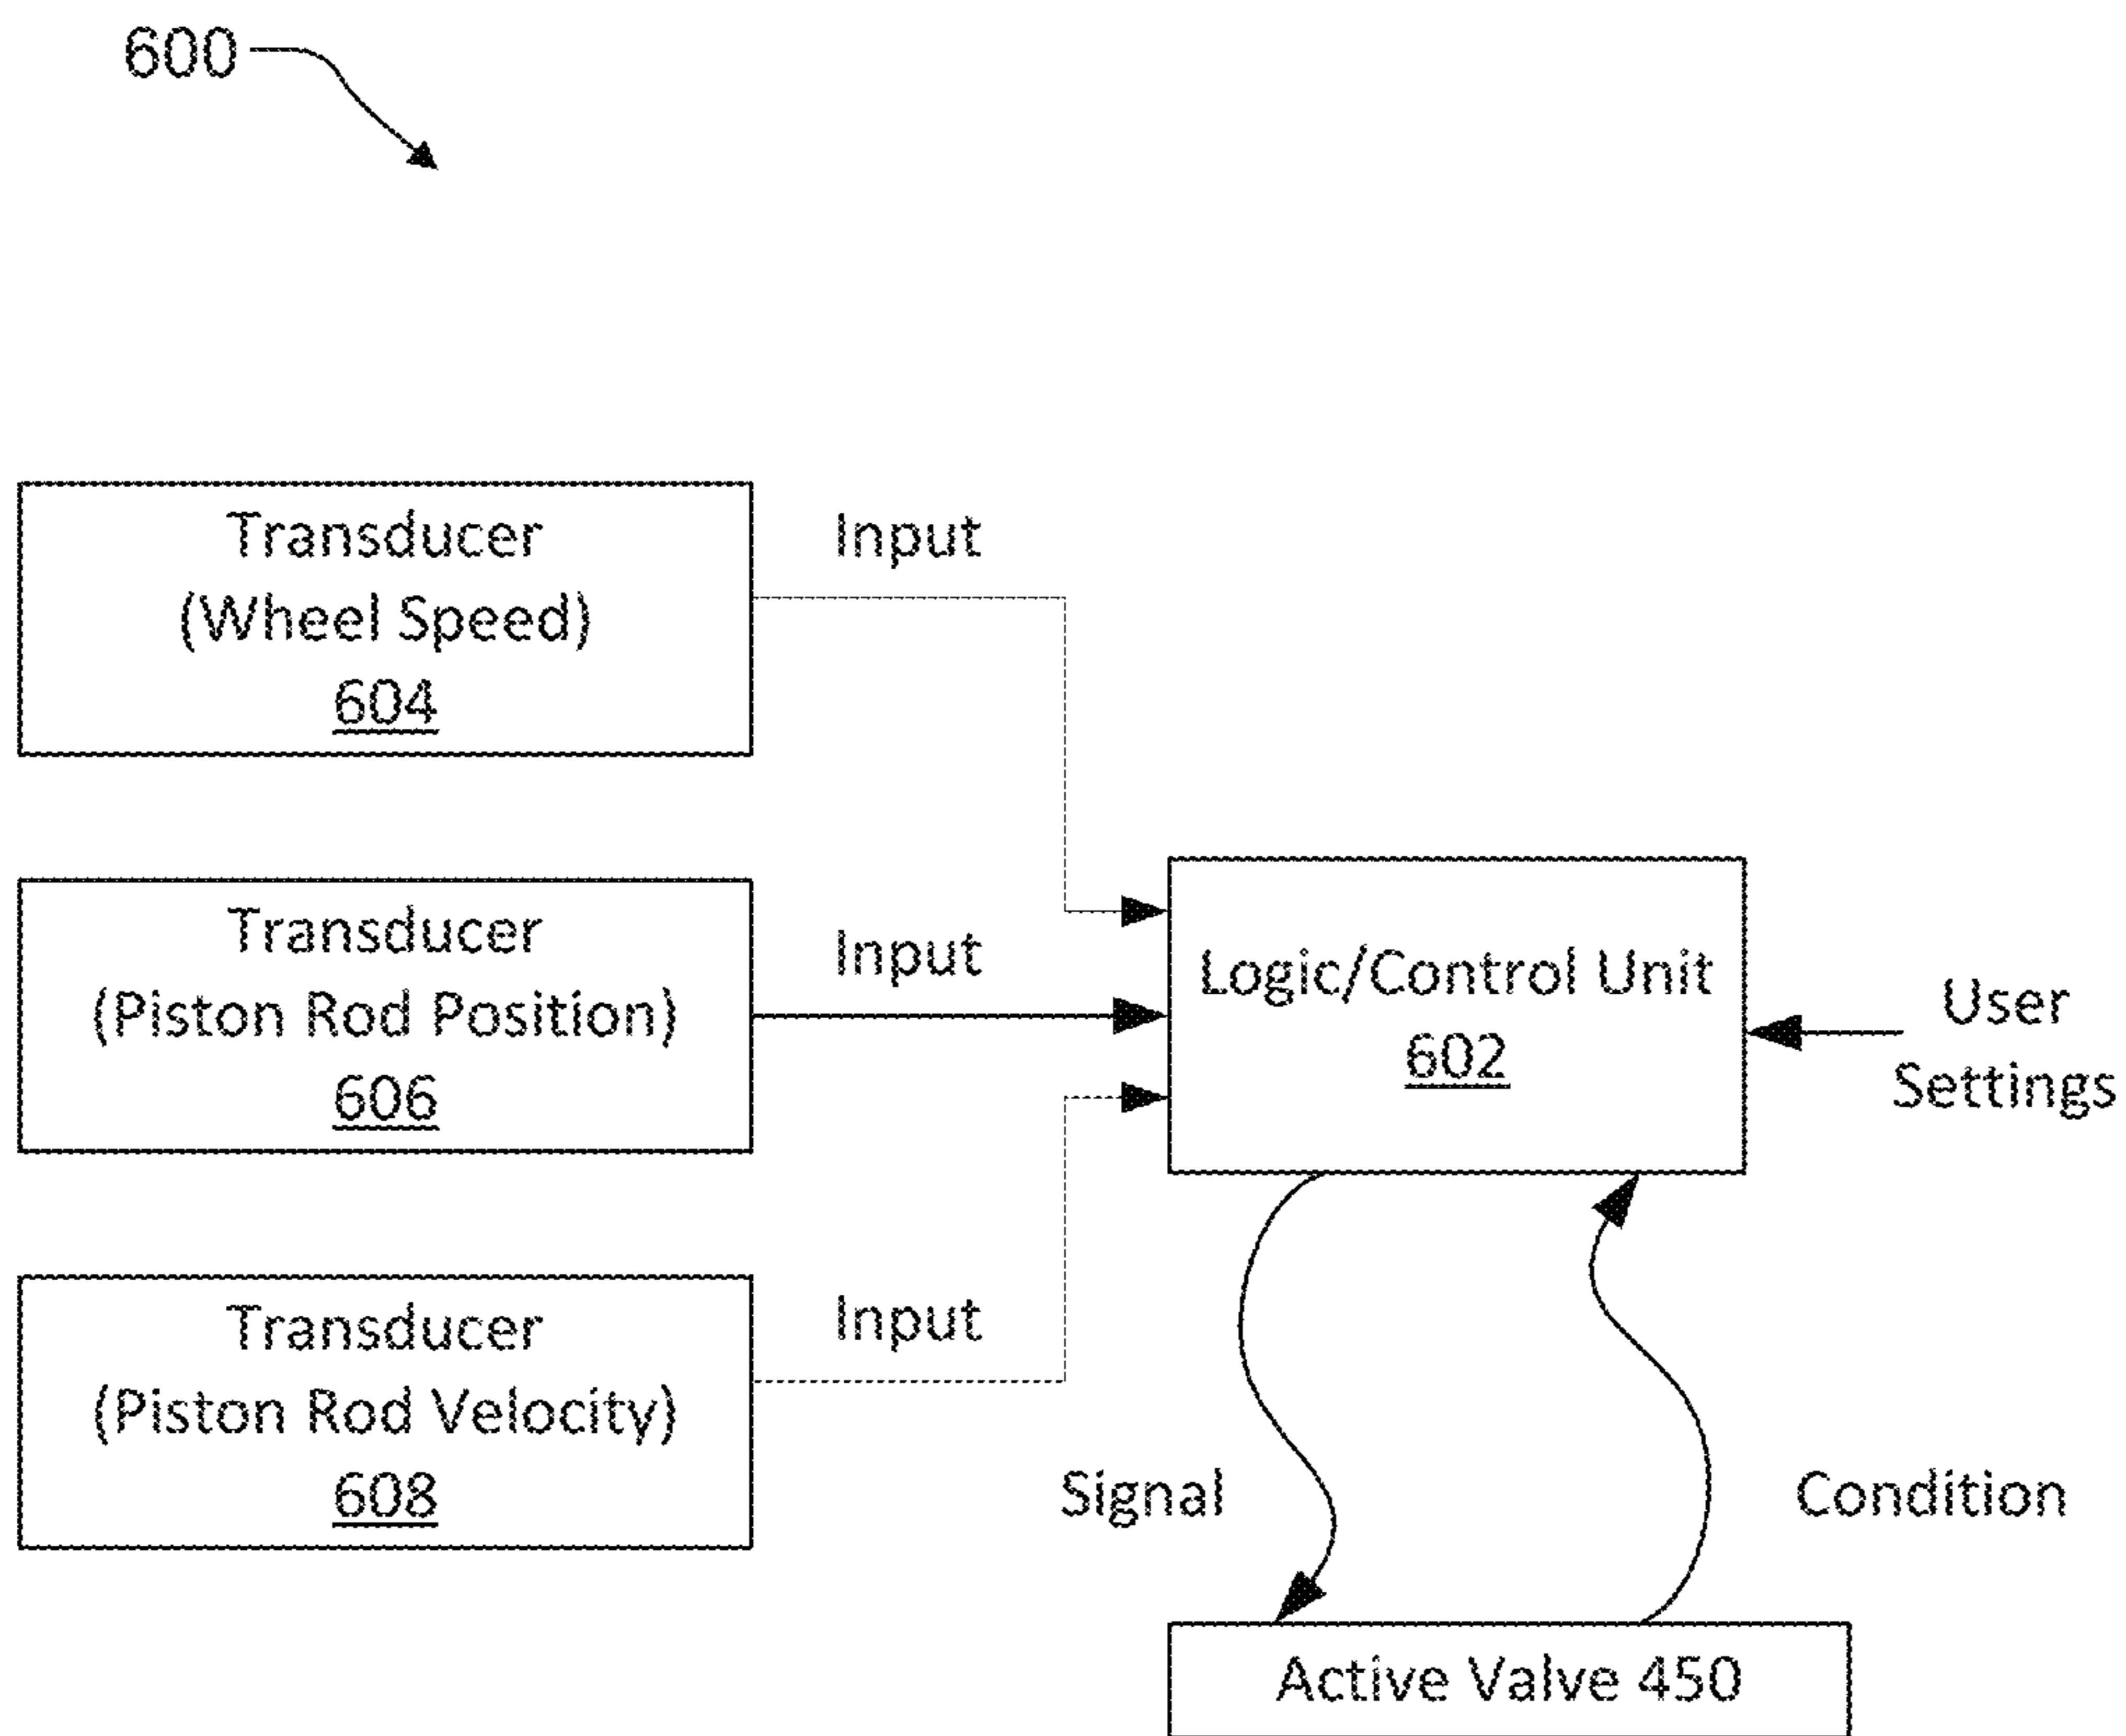 600
Transducer
(Wheel Speed)
604
Input
Transducer
(Piston Rod Position)
606
Input
Logic/Control Unit
602
User
Settings
Transducer
(Piston Rod Velocity)
608
Input
Signal
Condition
Active Valve 450